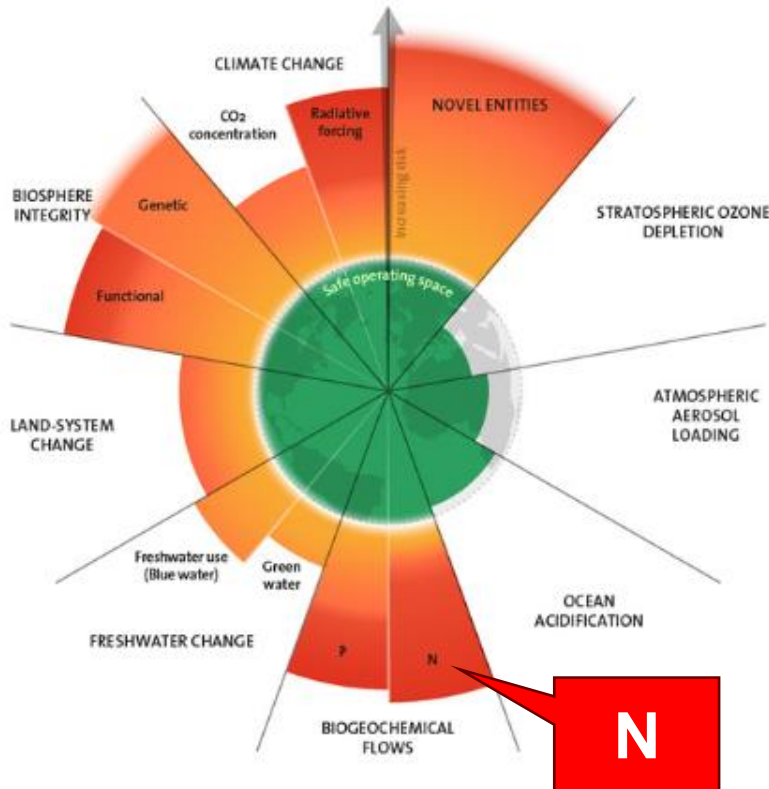 CLIMATE CHANGE
CO2
concentration
Radiative
forcing
Increasing risk
NOVEL ENTITIES
BIOSPHERE
INTEGRITY
Genetic
Functional
STRATOSPHERIC OZONE
DEPLETION
Safe operating space
LAND-SYSTEM
CHANGE
ATMOSPHERIC
AEROSOL
LOADING
Freshwater use
(Blue water)
Green
water
FRESHWATER CHANGE
OCEAN
ACIDIFICATION
P
N
BIOGEOCHEMICAL
FLOWS
N